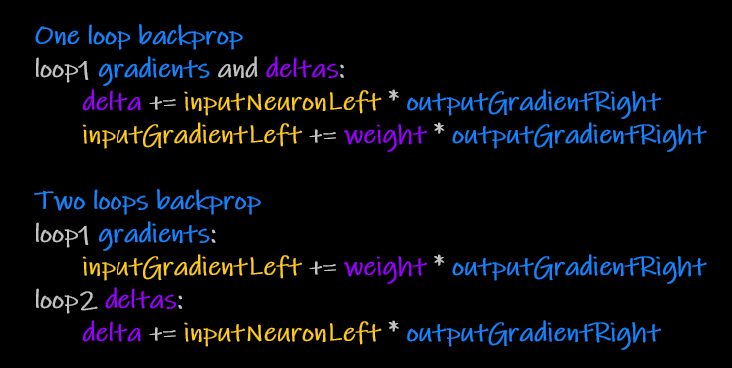 One loop backprop
loop1 gradients and deltas:
delta += inputNeuronLeft * outputGradientRight
inputGradientLeft += weight * outputGradientRight
Two loops backprop
loop1 gradients:
inputGradientLeft += weight * outputGradientRight
loop2 deltas:
delta += inputNeuronLeft * outputGradientRight